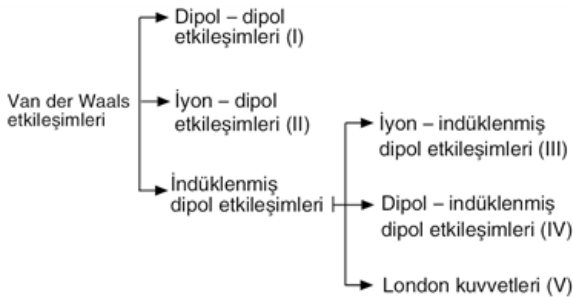 Dipol – dipol
etkileşimleri (I)
Van der Waals
etkileşimleri
İyon – dipol
etkileşimleri (II)
İndüklenmiş
dipol etkileşimleri
İyon – indüklenmiş
dipol etkileşimleri (III)
Dipol – indüklenmiş
dipol etkileşimleri (IV)
London kuvvetleri (V)